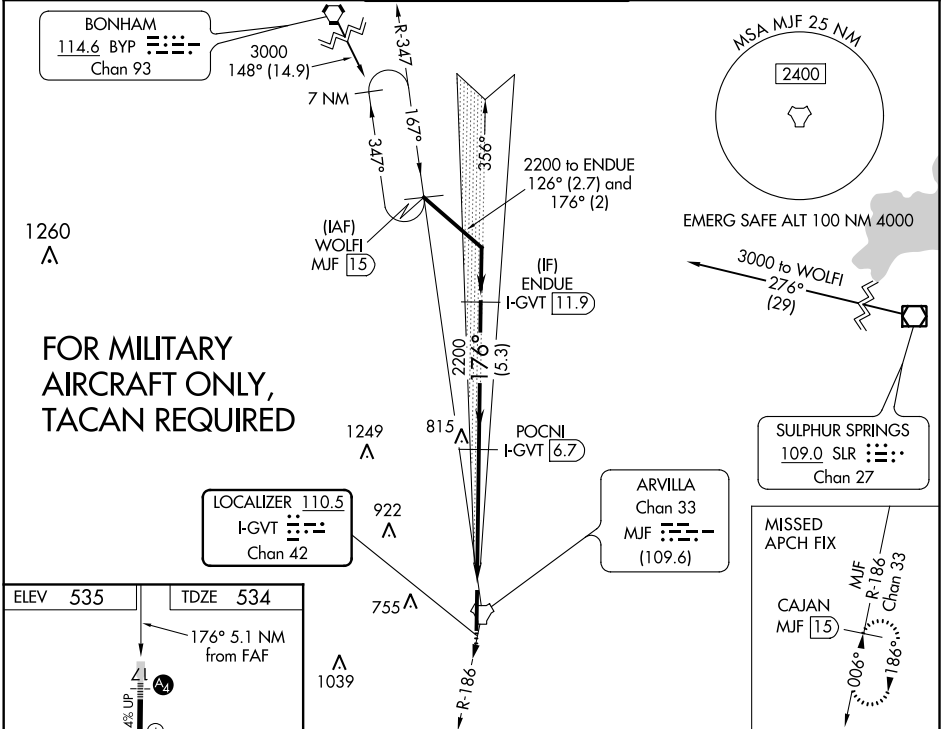 BONHAM
114.6 BYP
Chan 93
3000
148° (14.9)
7 NM
R-347
167°
347°
356°
MSA MJF 25 NM
2400
2200 to ENDUE
126° (2.7) and
176° (2)
EMERG SAFE ALT 100 NM 4000
1260
(IAF)
WOLFI
MJF 15
(IF)
ENDUE
I-GVT 11.9
3000 to WOLFI
276°
(29)
FOR MILITARY
AIRCRAFT ONLY,
TACAN REQUIRED
2200
176°
(5.3)
1249
815
POCNI
I-GVT 6.7
SULPHUR SPRINGS
109.0 SLR
Chan 27
LOCALIZER 110.5
I-GVT
Chan 42
922
ARVILLA
Chan 33
MJF
(109.6)
MISSED
APCH FIX
MJF
R-186
Chan 33
CAJAN
MJF 15
006°
186°
755
1039
R-186
ELEV 535
TDZE 534
176° 5.1 NM
from FAF
17
A4
4% UP